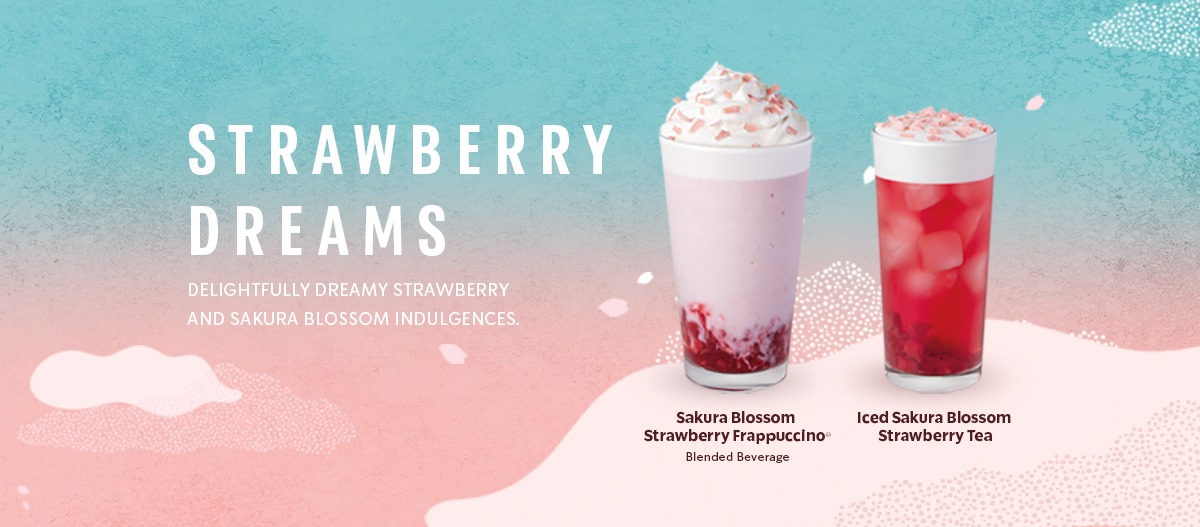 STRAWBERRY
DREAMS
DELIGHTFULLY DREAMY STRAWBERRY
AND SAKURA BLOSSOM INDULGENCES.
Sakura Blossom
Strawberry Frappuccino®
Blended Beverage
Iced Sakura Blossom
Strawberry Tea